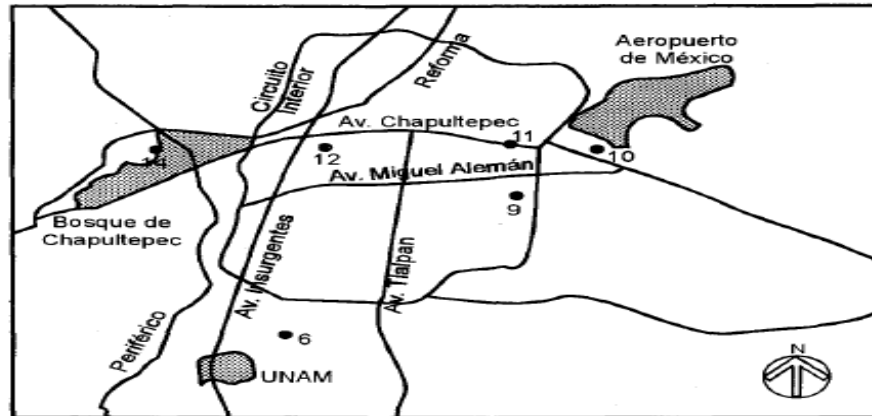 Aeropuerto
de México
Circuito
Interior
Reforma
Av. Chapultepec
11
10
12
14
Av. Miguel Alemán
9
Bosque de
Chapultepec
Av. Insurgentes
Av. Tlalpan
Periférico
6
UNAM
N